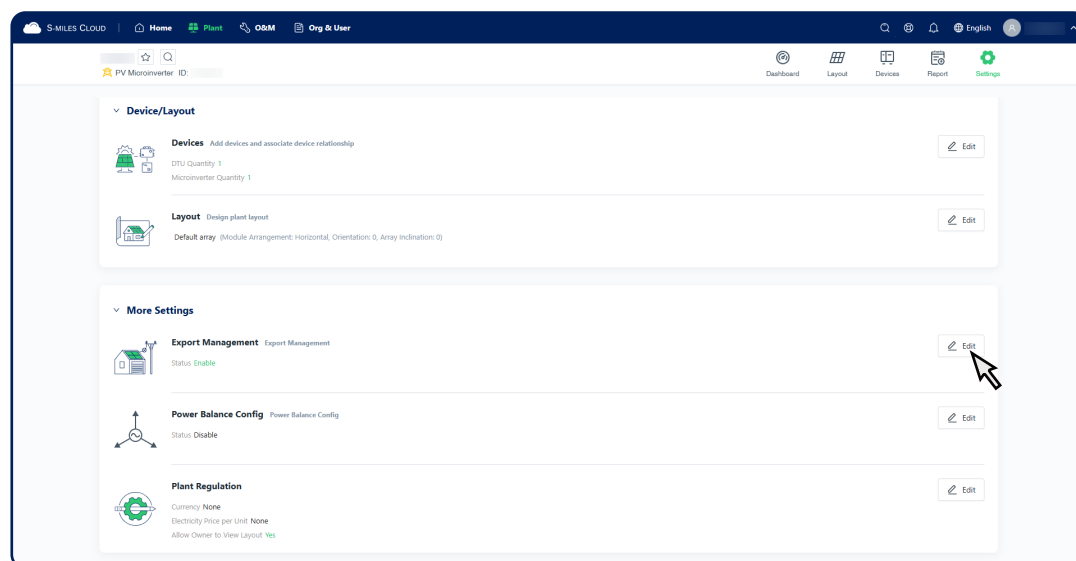 S-MILES CLOUD | Home Plant O&M Org & User English A
PV Microinverter ID:
Dashboard Layout Devices Report Settings
Device/Layout
Devices Add devices and associate device relationship
Edit
DTU Quantity 1
Microinverter Quantity 1
Layout Design plant layout
Edit
Default array (Module Arrangement: Horizontal, Orientation: 0, Array Inclination: 0)
More Settings
Export Management Export Management
Edit
Status Enable
Power Balance Config Power Balance Config
Edit
Status Disable
Plant Regulation
Edit
Currency None
Electricity Price per Unit None
Allow Owner to View Layout Yes